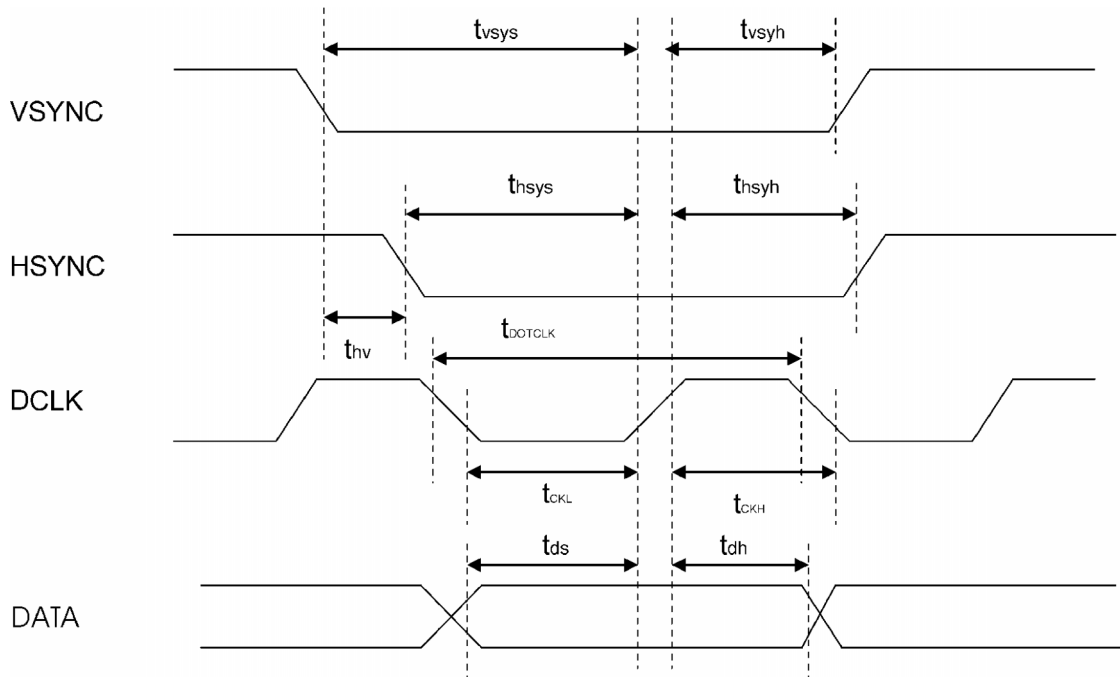 tvsys tvsyh
VSYNC
thsys thsyh
HSYNC
tDOTCLK
thv
DCLK
tCKL tCKH
tds tdh
DATA